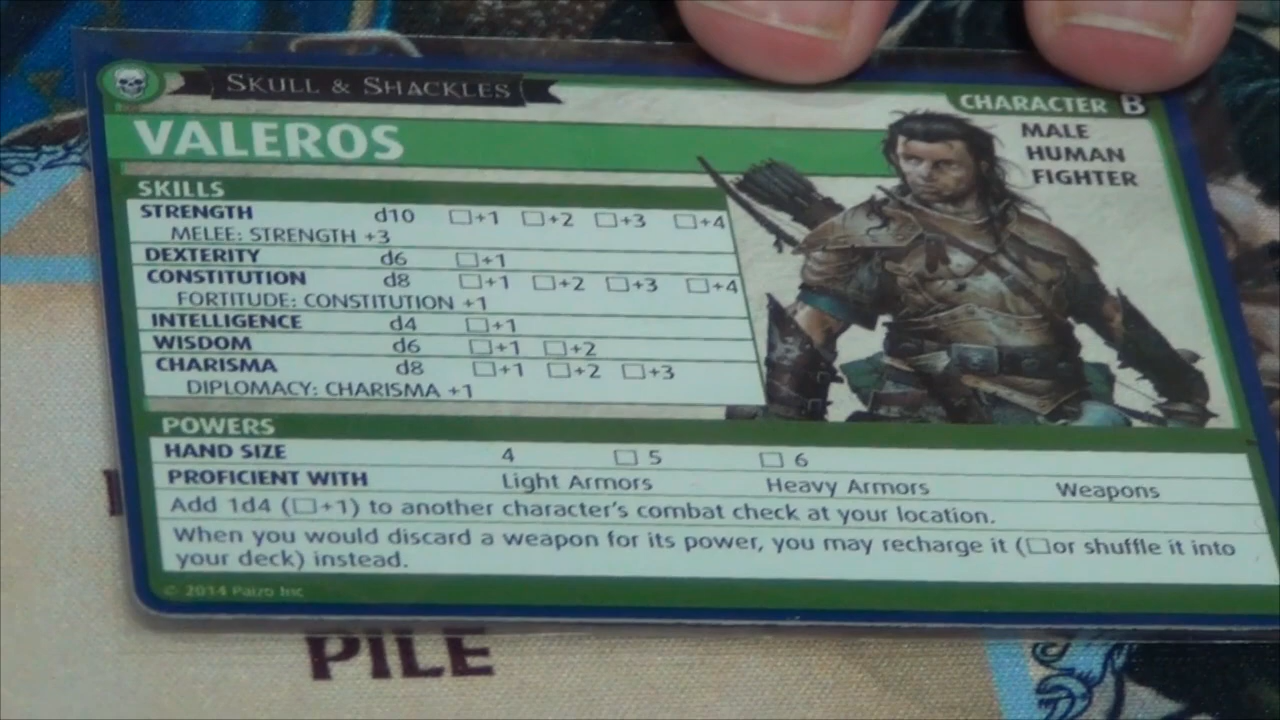 SKULL & SHACKLES
CHARACTER B
VALEROS
MALE
HUMAN
FIGHTER
SKILLS
STRENGTH d10 □+1 □+2 □+3 □+4
MELEE: STRENGTH +3
DEXTERITY d6 □+1
CONSTITUTION d8 □+1 □+2 □+3 □+4
FORTITUDE: CONSTITUTION +1
INTELLIGENCE d4 □+1
WISDOM d6 □+1 □+2
CHARISMA d8 □+1 □+2 □+3
DIPLOMACY: CHARISMA +1
POWERS
HAND SIZE 4 □ 5 □ 6
PROFICIENT WITH Light Armors Heavy Armors Weapons
Add 1d4 (□+1) to another character's combat check at your location.
When you would discard a weapon for its power, you may recharge it (□or shuffle it into
your deck) instead.
© 2014 Paizo Inc
PILE